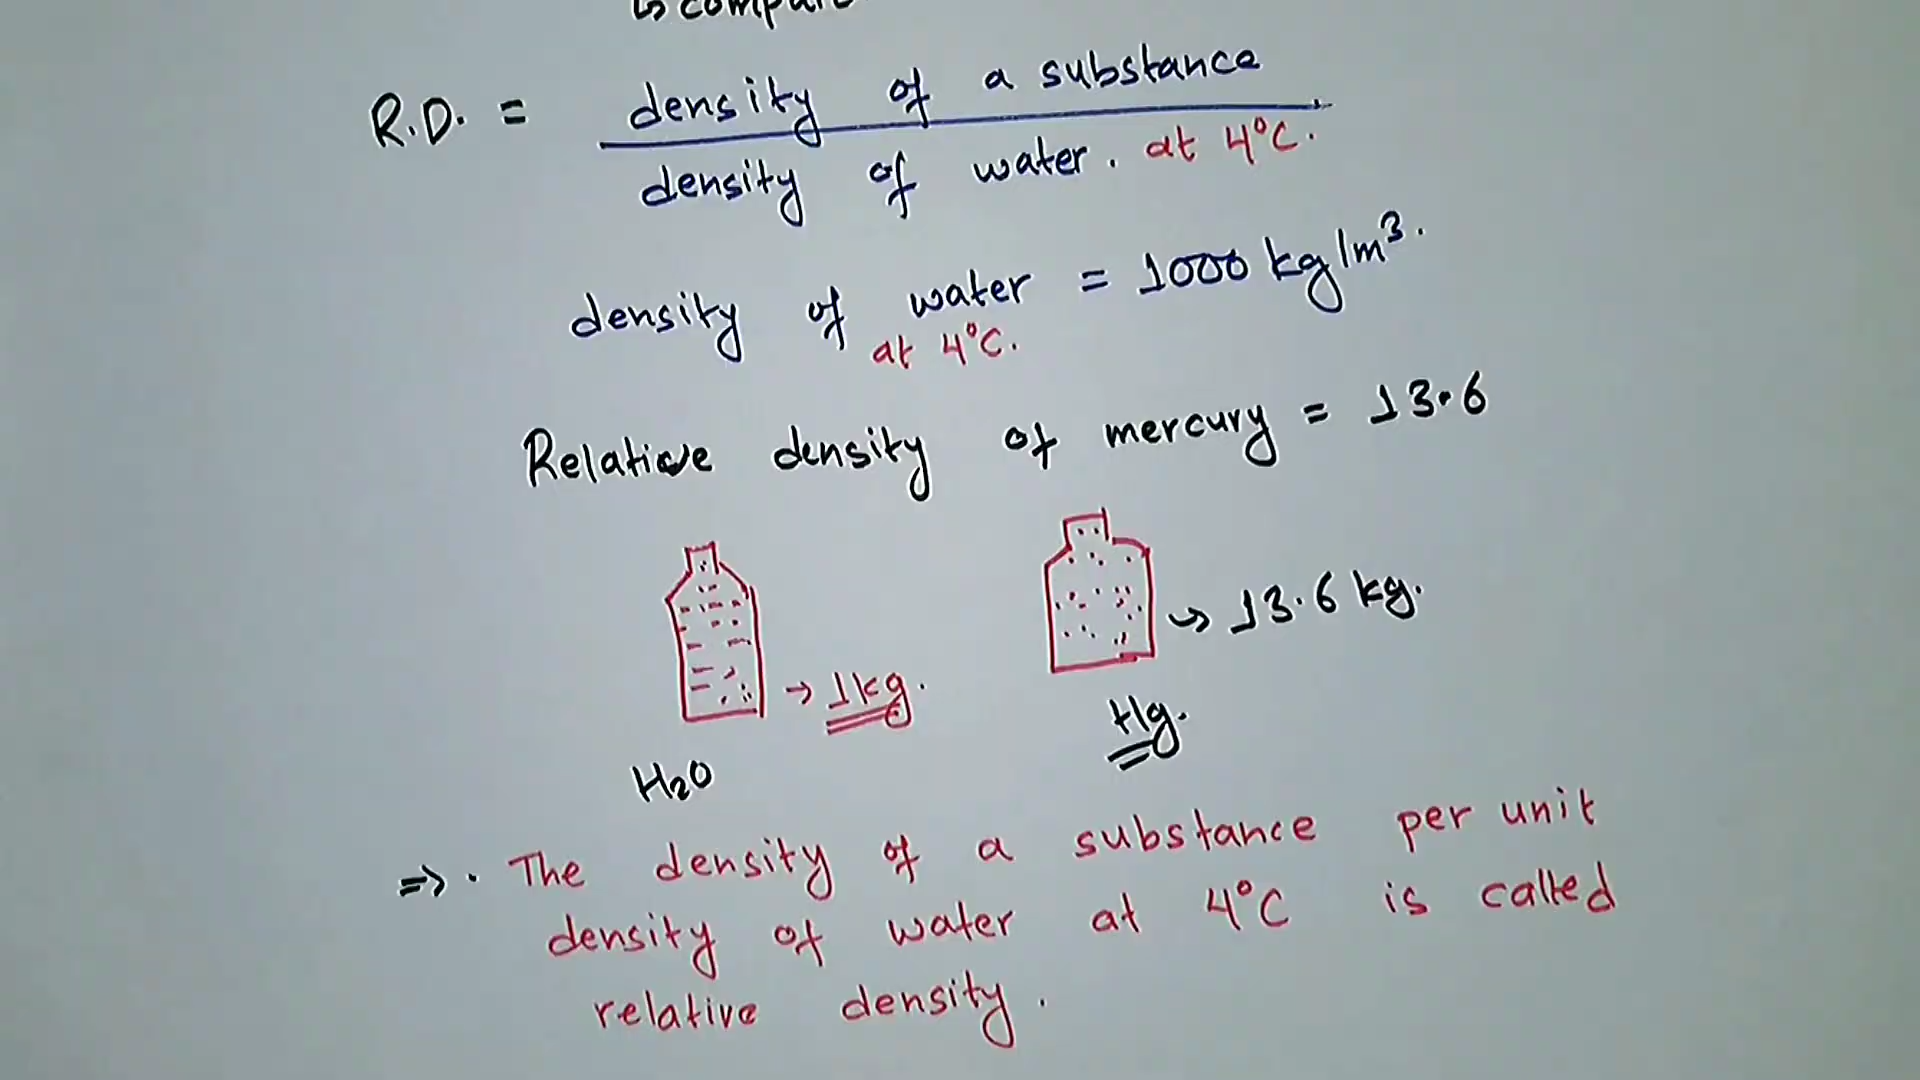 R.D. = density of a substance
density of water. at 4°C.
density of water = 1000 kg/m³.
at 4°C.
Relative density of mercury = 13.6
→ 13.6 kg.
→ 1kg.
Hg.
H₂O
⇒ · The density of a substance per unit
density of water at 4°C is called
relative density.